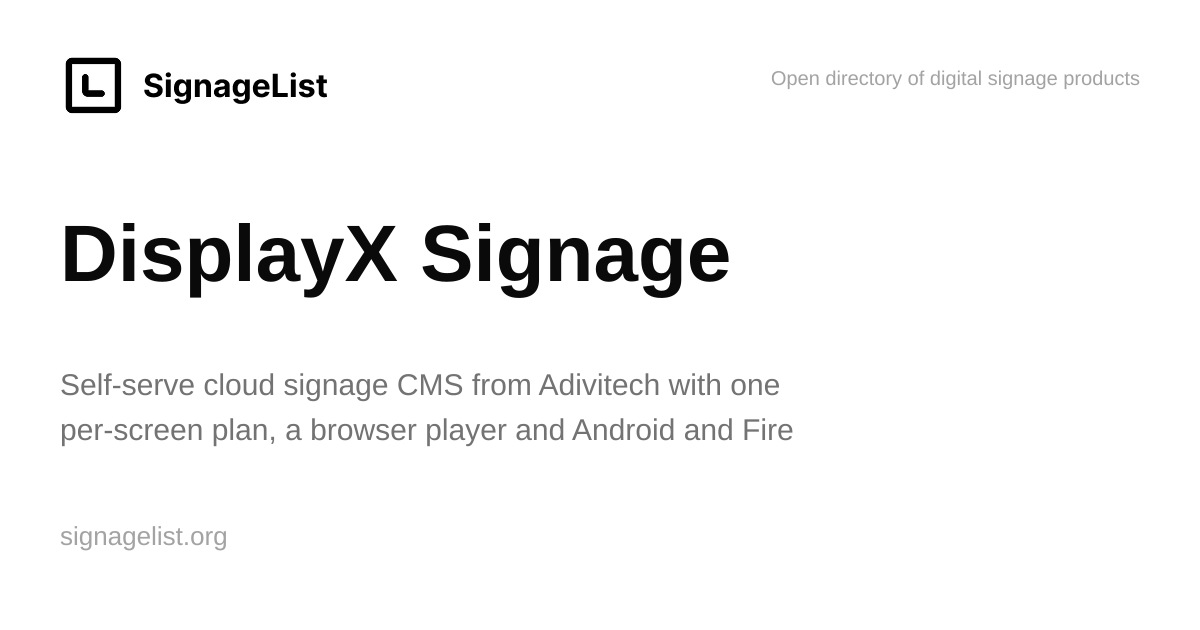 SignageList
Open directory of digital signage products
DisplayX Signage
Self-serve cloud signage CMS from Adivitech with one
per-screen plan, a browser player and Android and Fire
signagelist.org